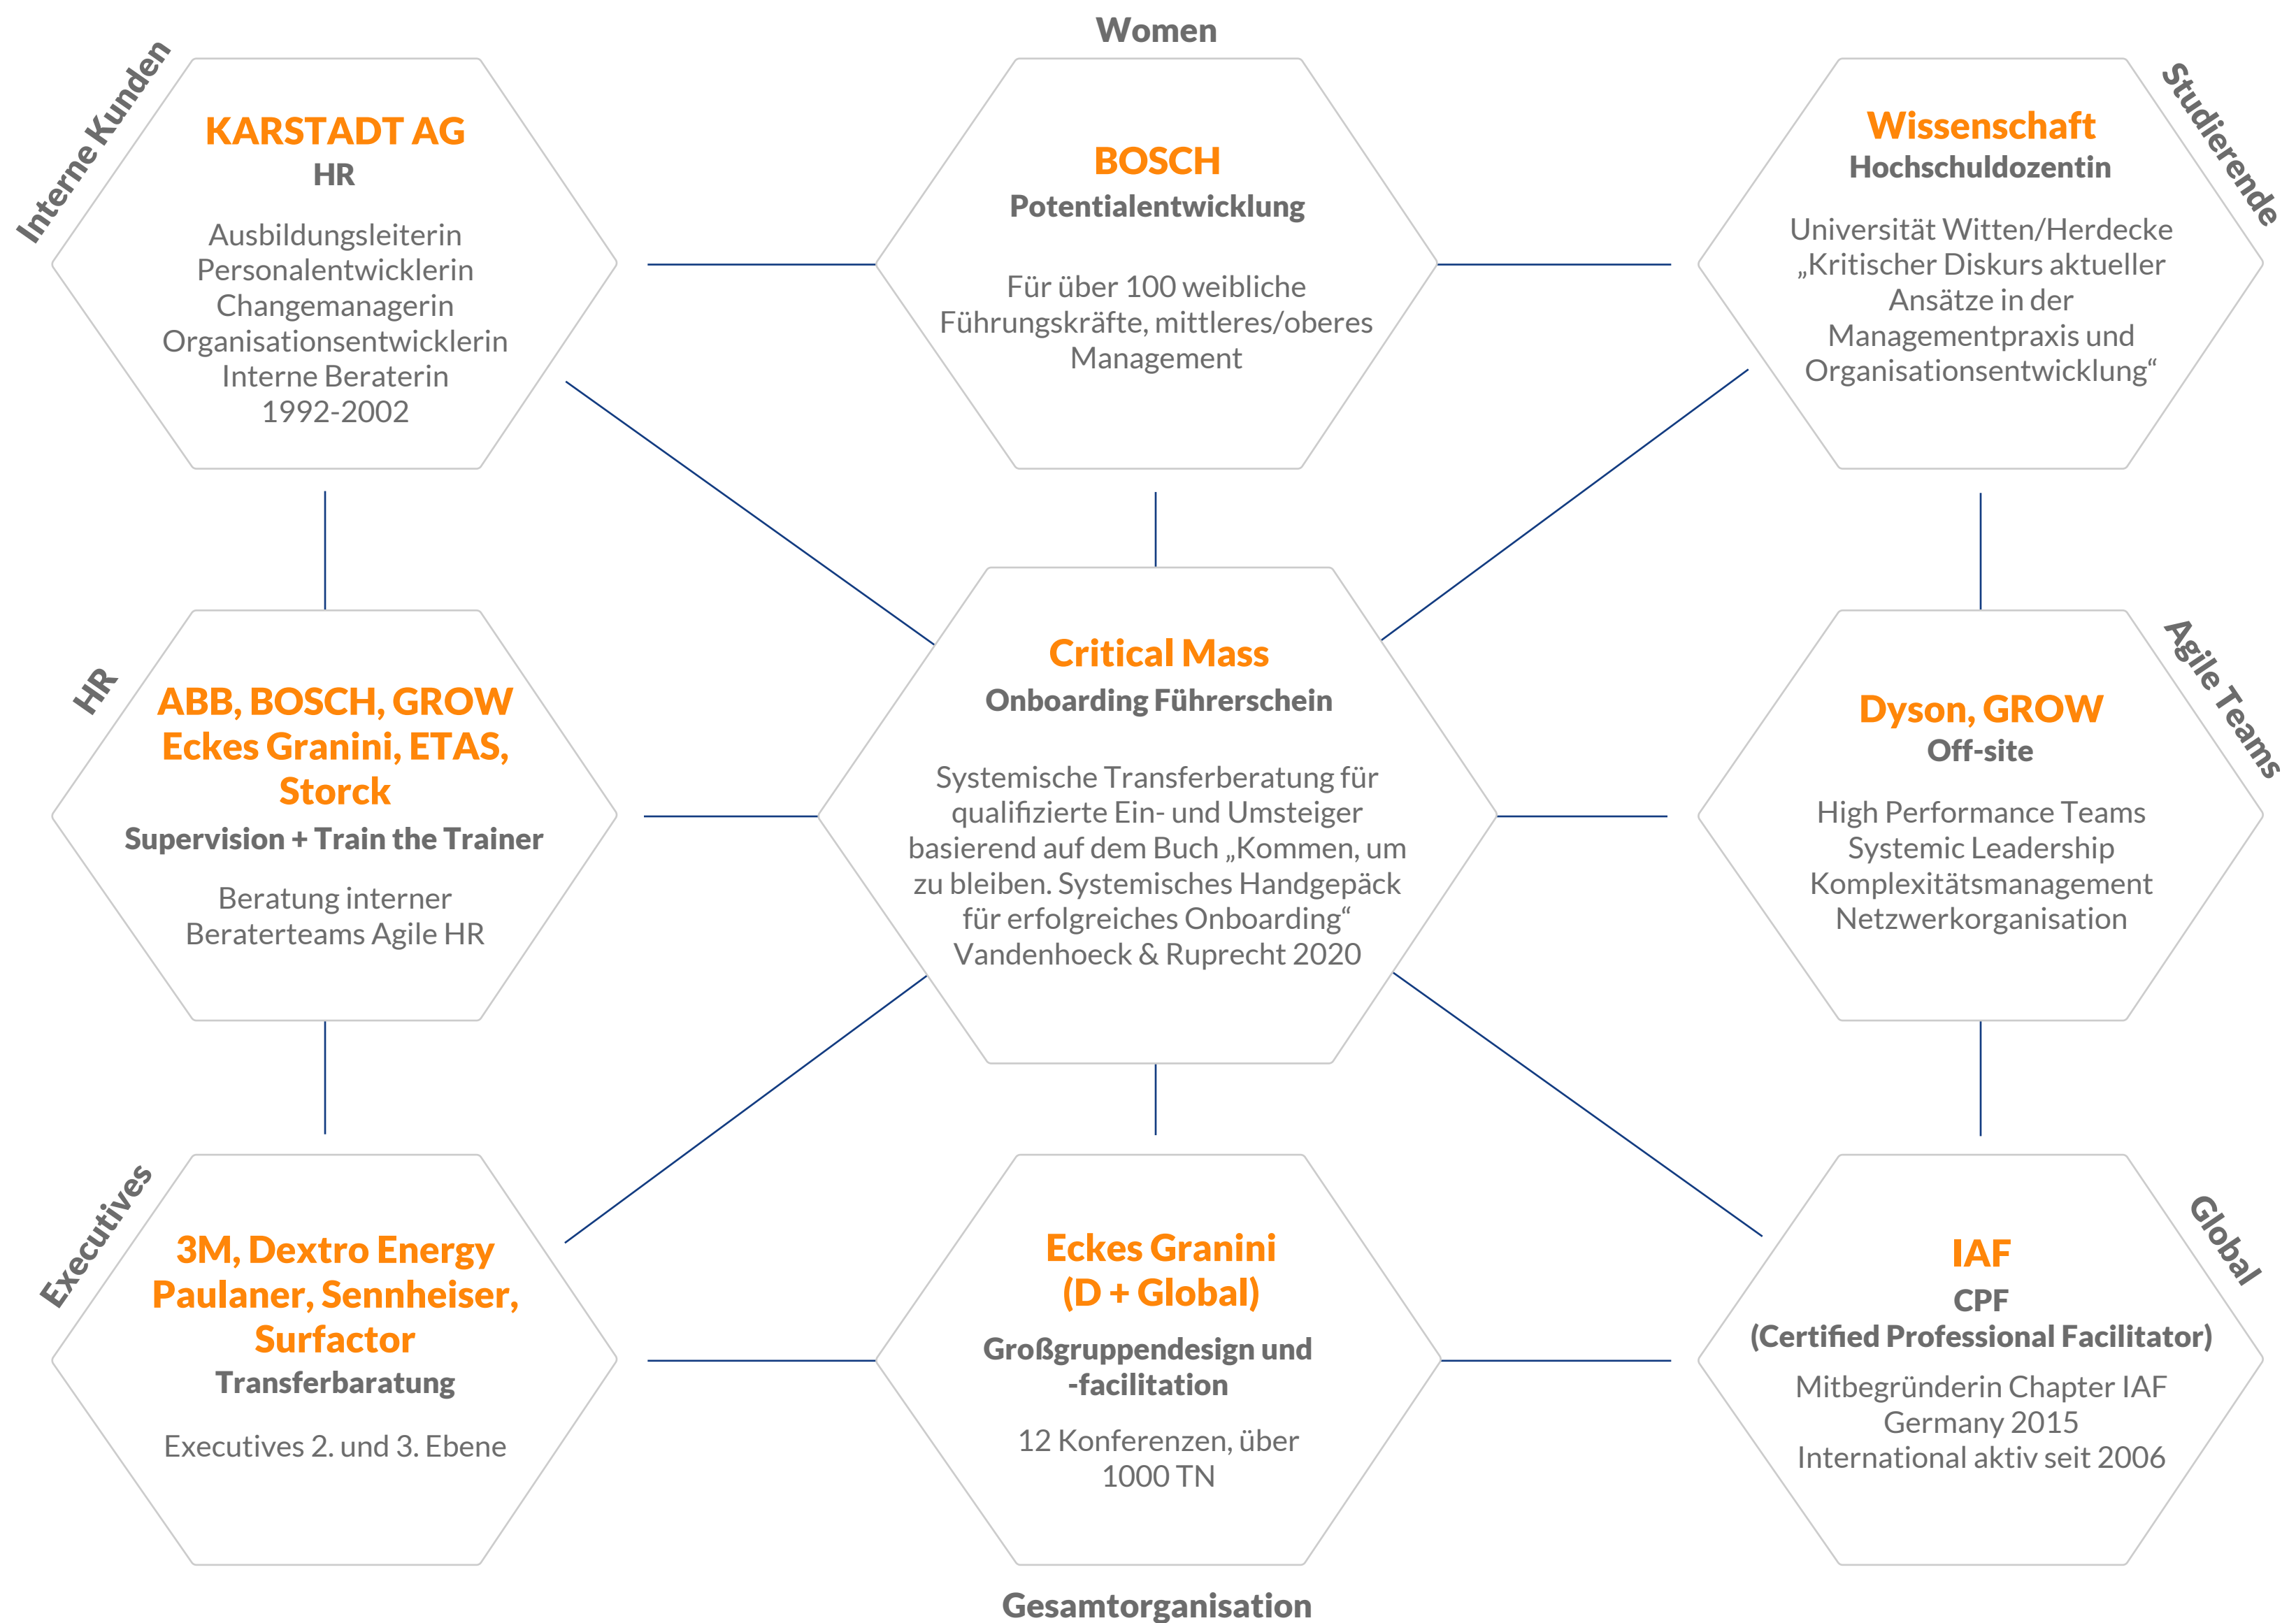 Women
Interne Kunden
KARSTADT AG
HR
Ausbildungsleiterin
Personalentwicklerin
Changemanagerin
Organisationsentwicklerin
Interne Beraterin
1992-2002
BOSCH
Potentialentwicklung
Für über 100 weibliche
Führungskräfte, mittleres/oberes
Management
Studierende
Wissenschaft
Hochschuldozentin
Universität Witten/Herdecke
„Kritischer Diskurs aktueller
Ansätze in der
Managementpraxis und
Organisationsentwicklung“
HR
ABB, BOSCH, GROW
Eckes Granini, ETAS,
Storck
Supervision + Train the Trainer
Beratung interner
Beraterteams Agile HR
Critical Mass
Onboarding Führerschein
Systemische Transferberatung für
qualifizierte Ein- und Umsteiger
basierend auf dem Buch „Kommen, um
zu bleiben. Systemisches Handgepäck
für erfolgreiches Onboarding“
Vandenhoeck & Ruprecht 2020
Agile Teams
Dyson, GROW
Off-site
High Performance Teams
Systemic Leadership
Komplexitätsmanagement
Netzwerkorganisation
Executives
3M, Dextro Energy
Paulaner, Sennheiser,
Surfactor
Transferbaratung
Executives 2. und 3. Ebene
Eckes Granini
(D + Global)
Großgruppendesign und
-facilitation
12 Konferenzen, über
1000 TN
Global
IAF
CPF
(Certified Professional Facilitator)
Mitbegründerin Chapter IAF
Germany 2015
International aktiv seit 2006
Gesamtorganisation